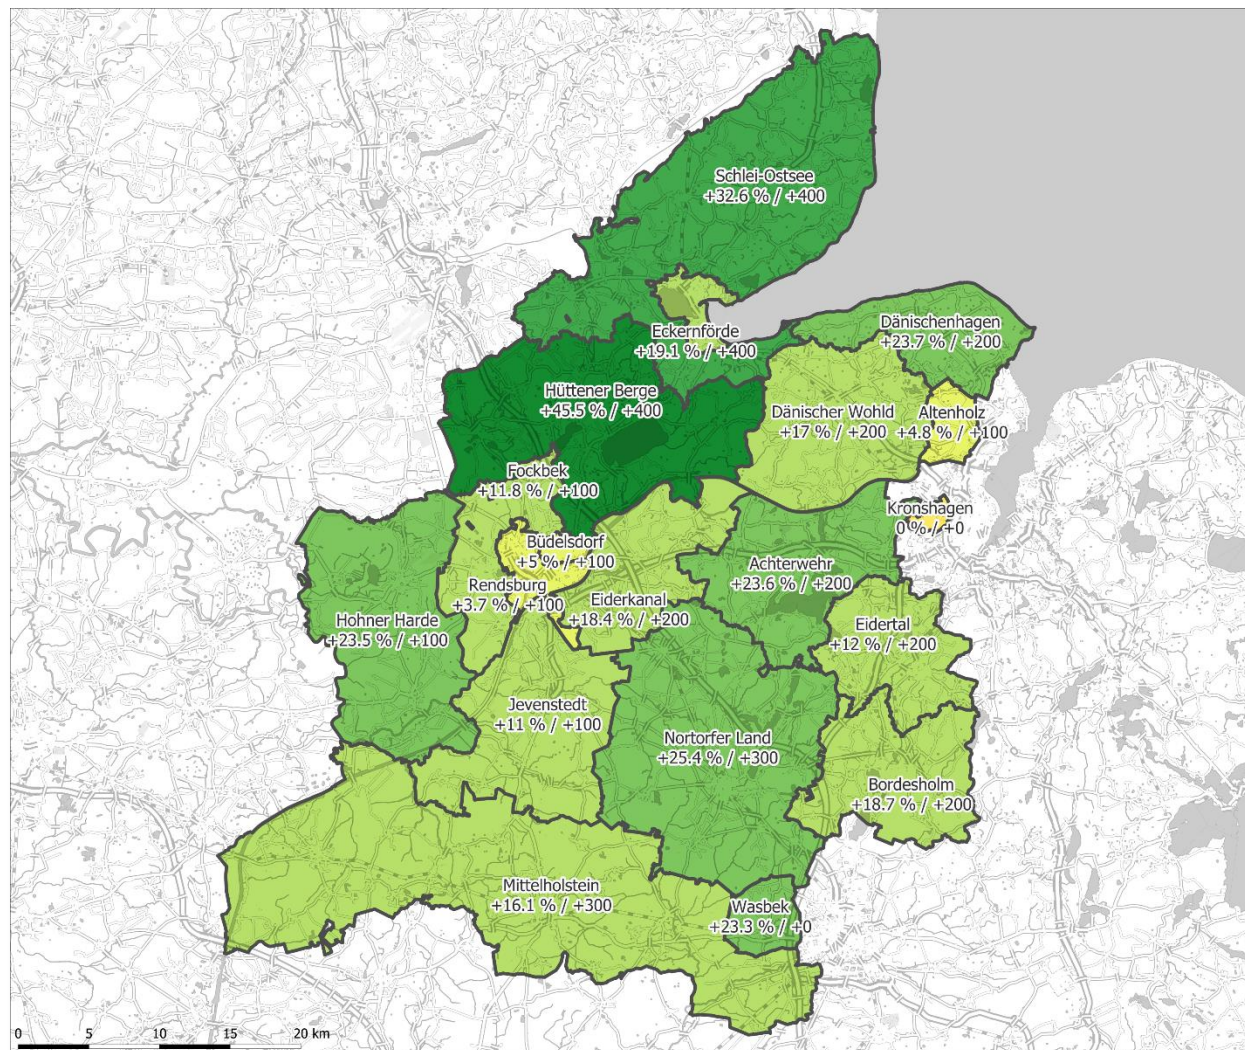 Schlei-Ostsee
+32.6 % / +400
Dänischenhagen
+23.7 % / +200
Eckernförde
+19.1 % / +400
Hüttener Berge
+45.5 % / +400
Dänischer Wohld
+17 % / +200
Altenholz
+4.8 % / +100
Fockbek
+11.8 % / +100
Kronshagen
0 % / +0
Büdelsdorf
+5 % / +100
Achterwehr
+23.6 % / +200
Rendsburg
+3.7 % / +100
Eiderkanal
+18.4 % / +200
Hohner Harde
+23.5 % / +100
Eidertal
+12 % / +200
Jevenstedt
+11 % / +100
Nortorfer Land
+25.4 % / +300
Bordesholm
+18.7 % / +200
Mittelholstein
+16.1 % / +300
Wasbek
+23.3 % / +0
0 5 10 15 20 km